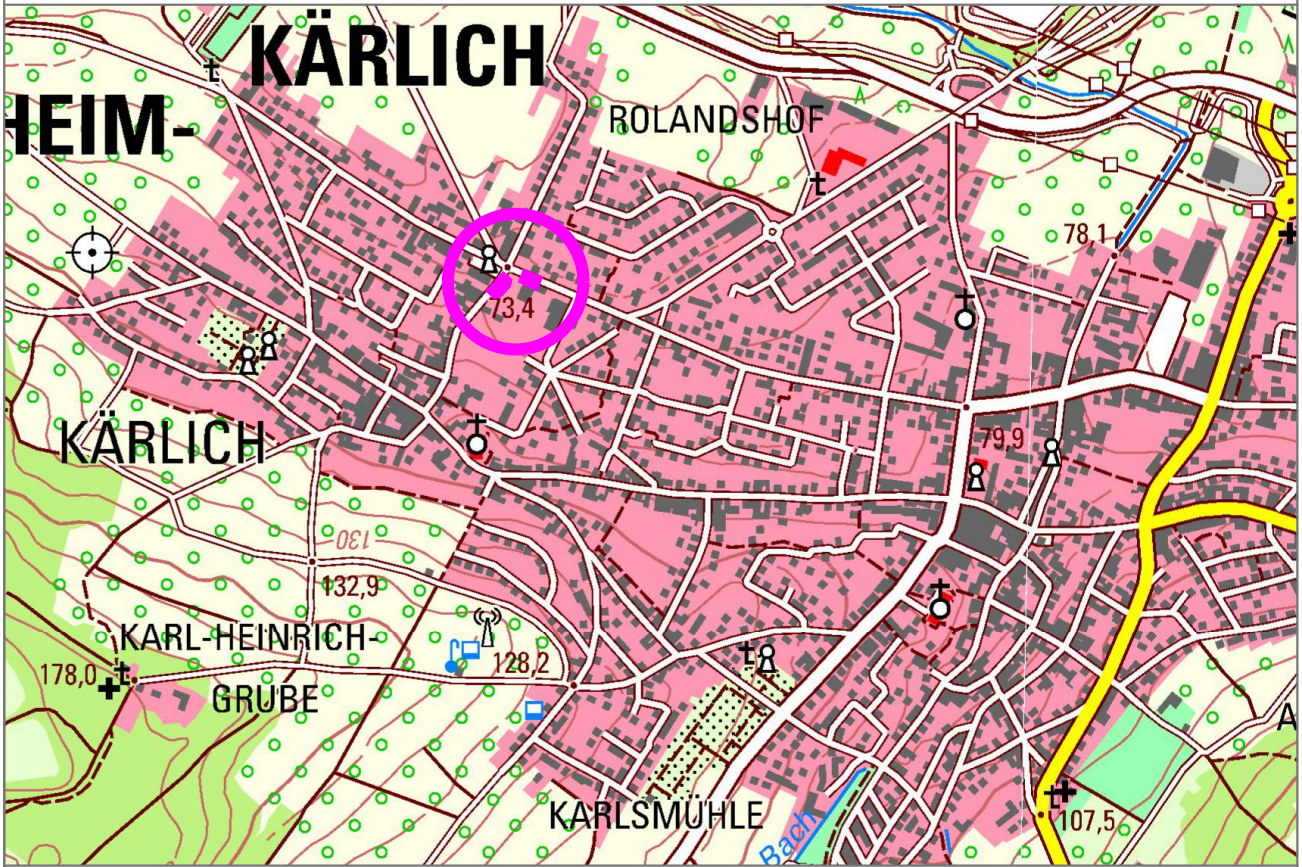 KÄRLICH
HEIM-
ROLANDSHOF
78,1
73,4
KÄRLICH
79,9
130
132,9
KARL-HEINRICH-
178,0
128,2
GRUBE
A
KARLSMÜHLE
107,5
Bach